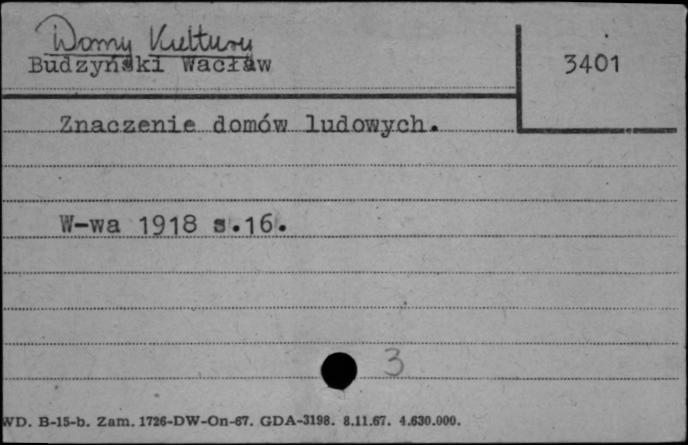 Domy Kultury
Budzyński Wacław
3401
Znaczenie domów ludowych.
W-wa 1918 s.16.
3
WD. B-15-b. Zam. 1726-DW-On-67. GDA-3198. 8.11.67. 4.630.000.